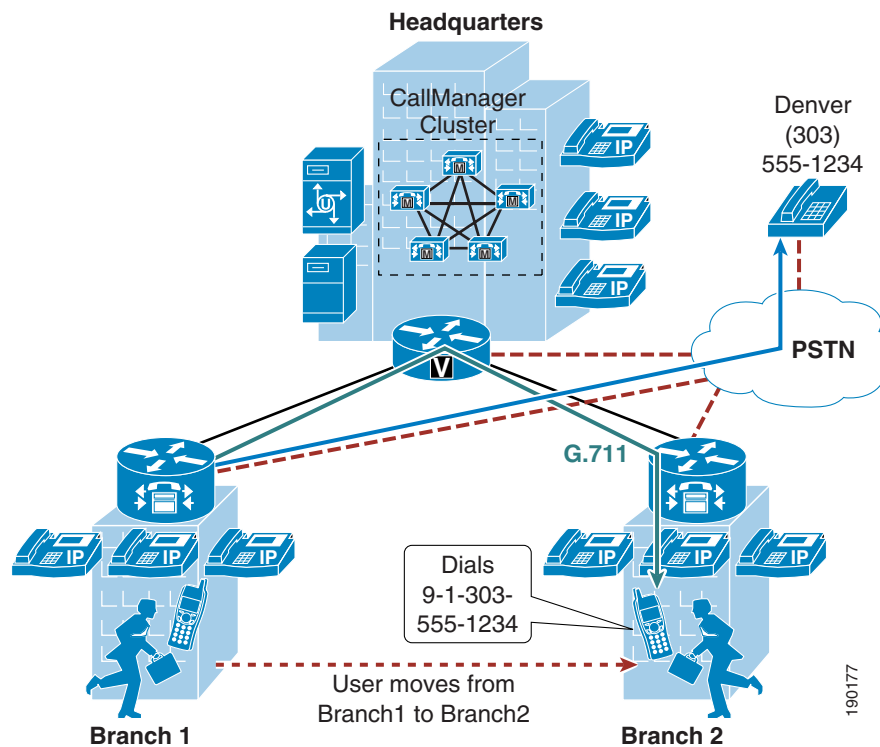 Headquarters
CallManager
Cluster
M
M
M
M
M
U
IP
IP
IP
Denver
(303)
555-1234
PSTN
V
G.711
IP
IP
IP
IP
IP
IP
Dials
9-1-303-
555-1234
User moves from
Branch1 to Branch2
Branch 1
Branch 2
190177